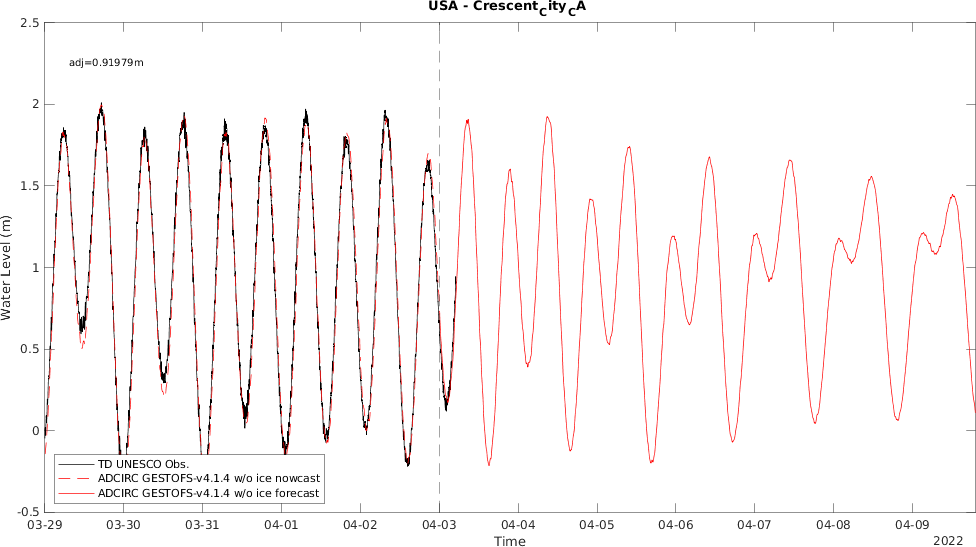 USA - Crescent_City_CA
adj=0.91979m
2.5
2
1.5
1
0.5
0
-0.5
Water Level (m)
TD UNESCO Obs.
ADCIRC GESTOFS-v4.1.4 w/o ice nowcast
ADCIRC GESTOFS-v4.1.4 w/o ice forecast
03-29 03-30 03-31 04-01 04-02 04-03 04-04 04-05 04-06 04-07 04-08 04-09
Time
2022